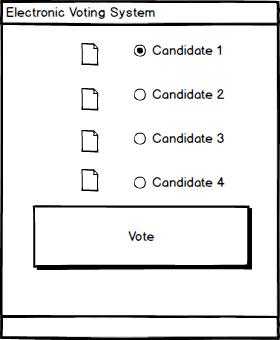 Electronic Voting System
Candidate 1
Candidate 2
Candidate 3
Candidate 4
Vote